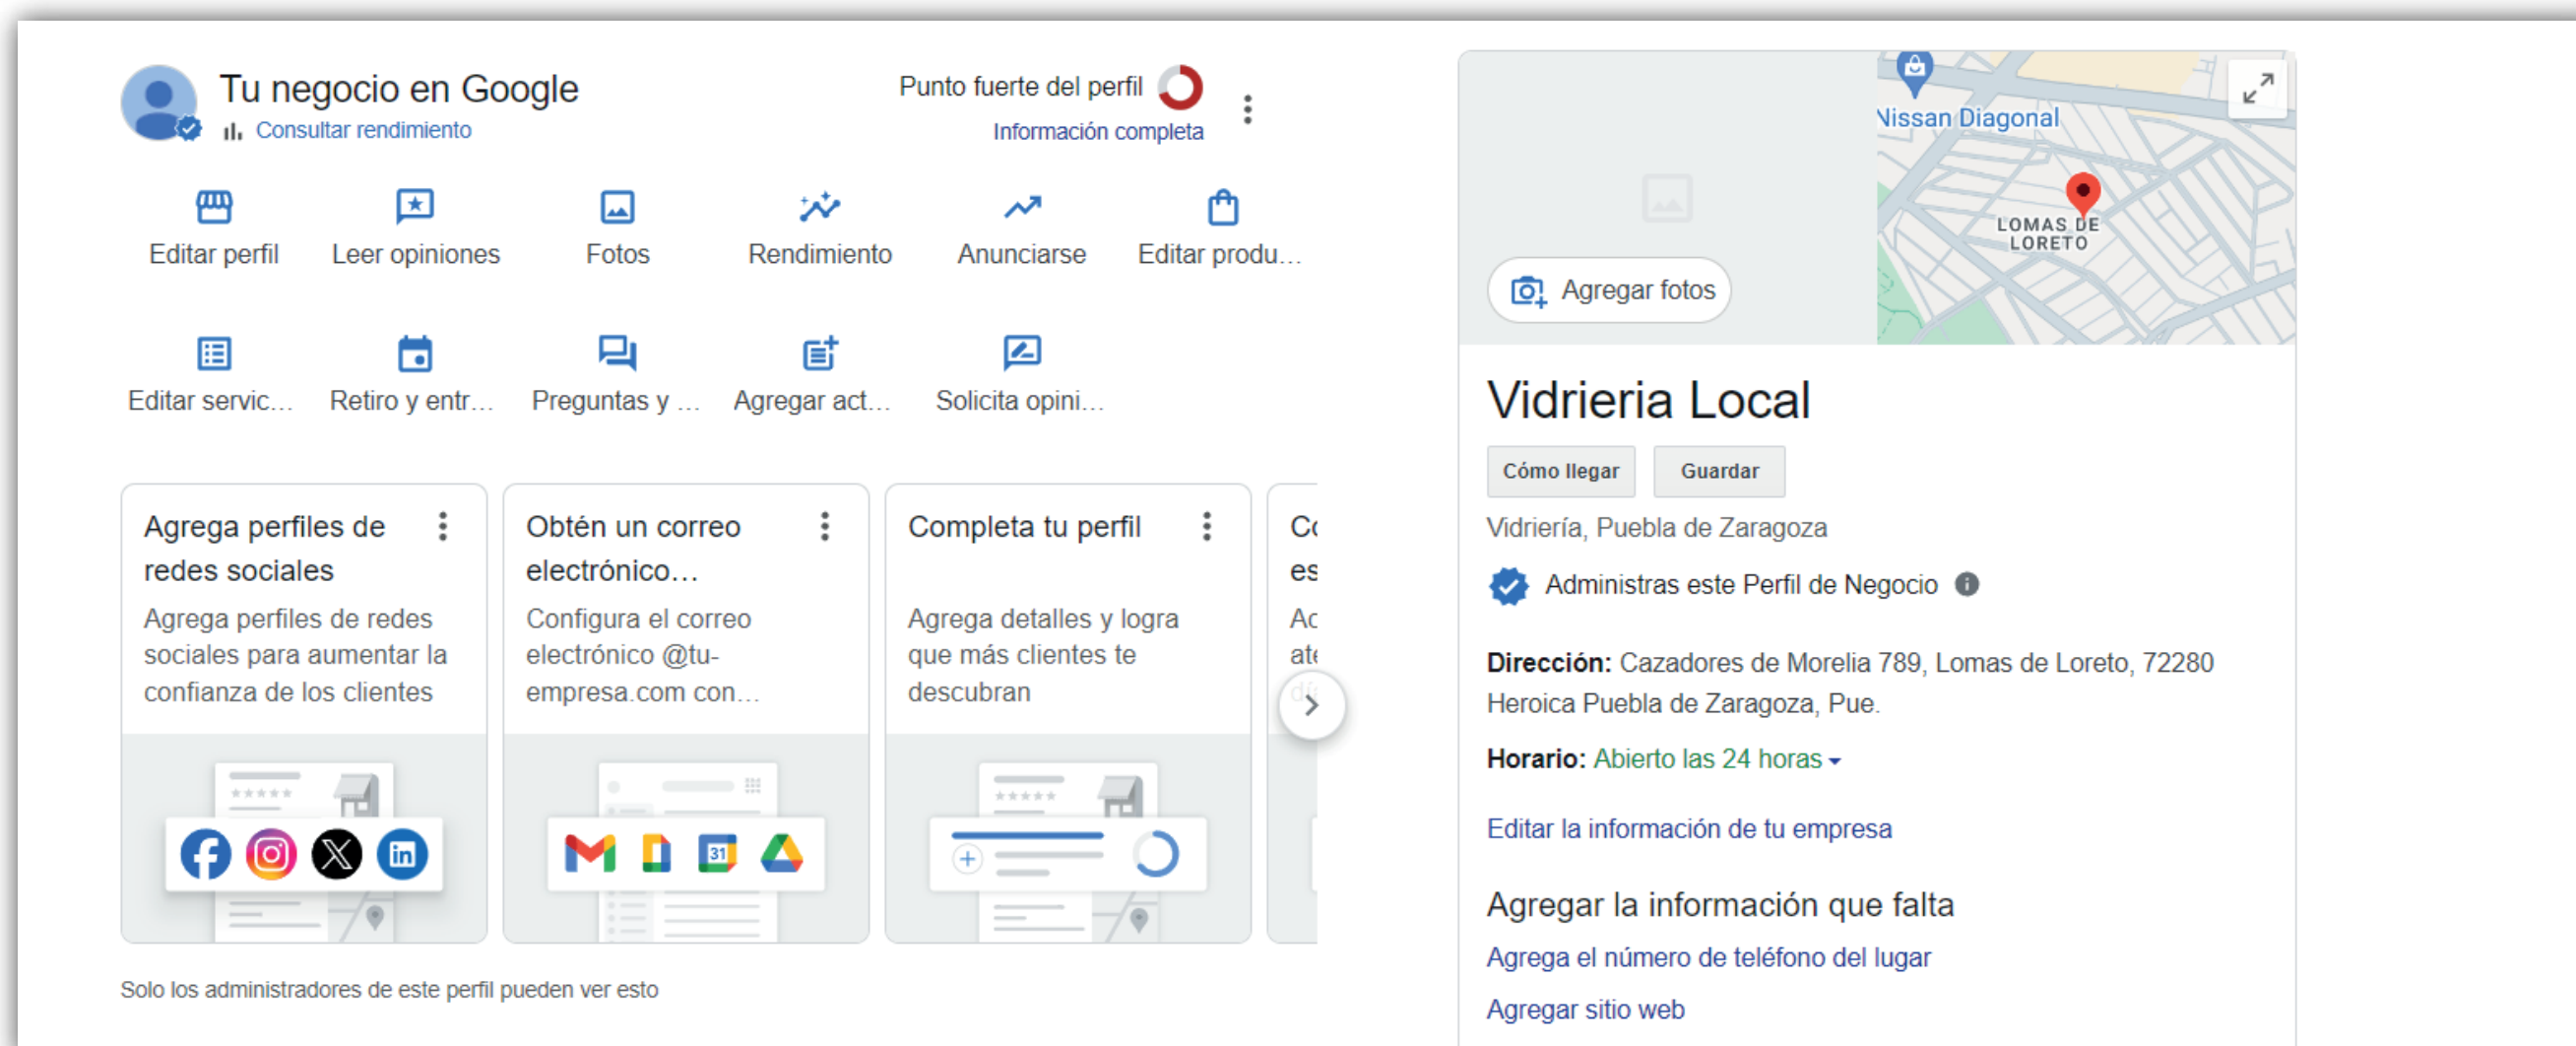 Tu negocio en Google
Consultar rendimiento
Punto fuerte del perfil
Información completa
Editar perfil
Leer opiniones
Fotos
Rendimiento
Anunciarse
Editar produ...
Editar servic...
Retiro y entr...
Preguntas y ...
Agregar act...
Solicita opini...
Agrega perfiles de
redes sociales
Agrega perfiles de redes
sociales para aumentar la
confianza de los clientes
Obtén un correo
electrónico...
Configura el correo
electrónico @tu-
empresa.com con...
31
Completa tu perfil
Agrega detalles y logra
que más clientes te
descubran
Solo los administradores de este perfil pueden ver esto
Nissan Diagonal
LOMAS DE
LORETO
Agregar fotos
Vidrieria Local
Cómo llegar
Guardar
Vidriería, Puebla de Zaragoza
Administras este Perfil de Negocio
Dirección: Cazadores de Morelia 789, Lomas de Loreto, 72280
Heroica Puebla de Zaragoza, Pue.
Horario: Abierto las 24 horas
Editar la información de tu empresa
Agregar la información que falta
Agrega el número de teléfono del lugar
Agregar sitio web